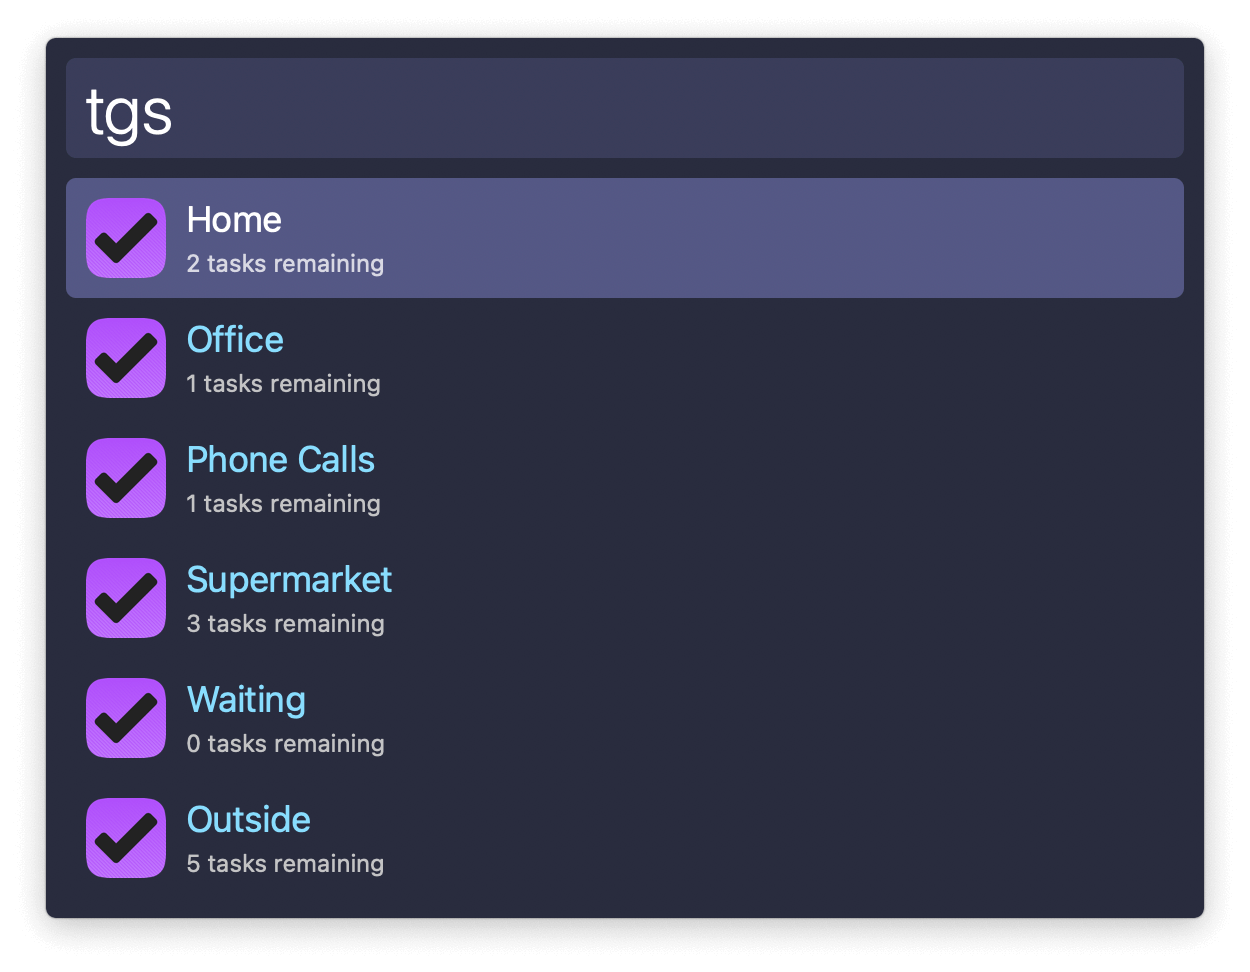 tgs
Home
2 tasks remaining
Office
1 tasks remaining
Phone Calls
1 tasks remaining
Supermarket
3 tasks remaining
Waiting
0 tasks remaining
Outside
5 tasks remaining